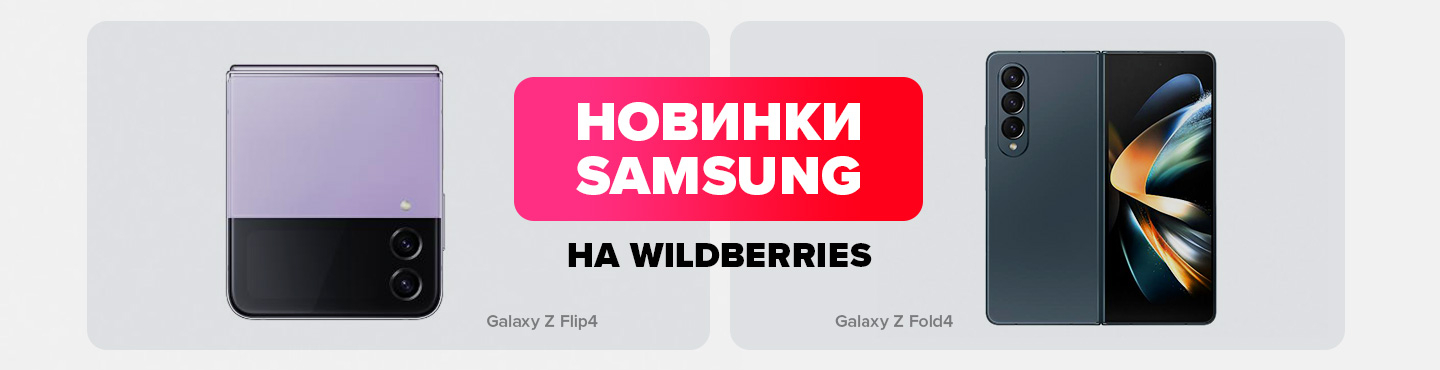 НОВИНКИ
SAMSUNG
НА WILDBERRIES
Galaxy Z Flip4
Galaxy Z Fold4